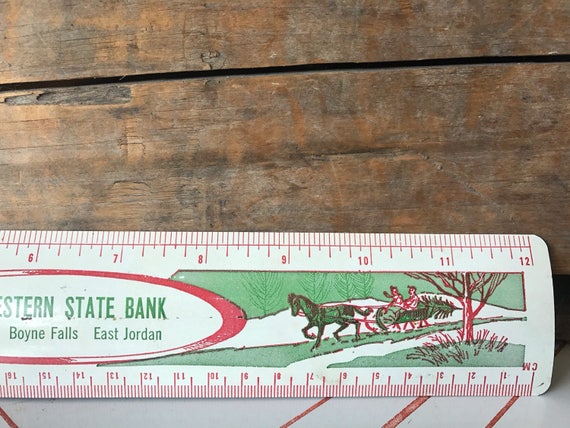 6 7 8 9 10 11 12
ESTERN STATE BANK
Boyne Falls East Jordan
CM
16 15 14 13 12 11 10 9 8 7 6 5 4 3 2 1